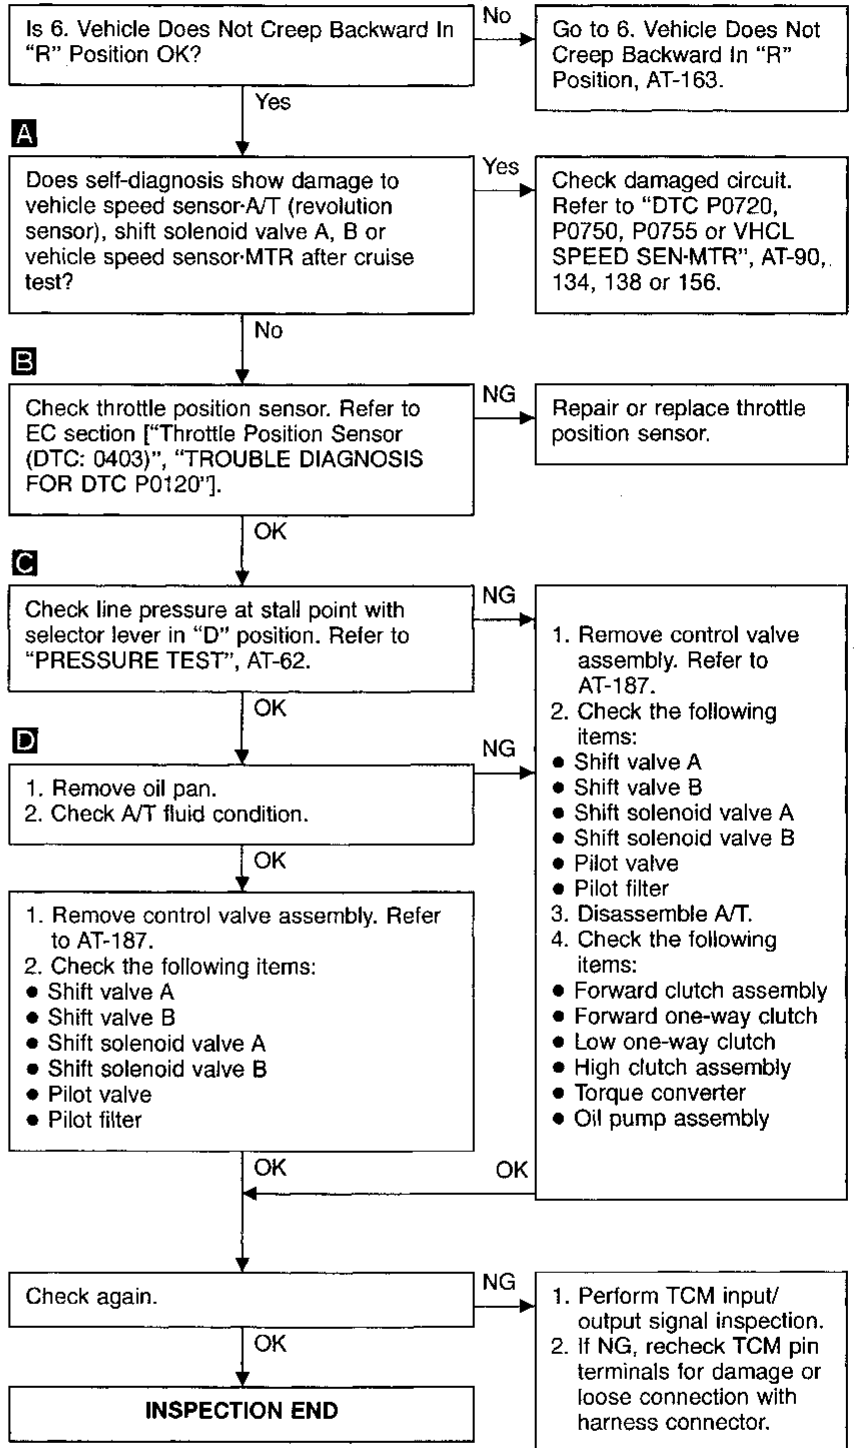 Is 6. Vehicle Does Not Creep Backward In
"R" Position OK?
No
Go to 6. Vehicle Does Not
Creep Backward In "R"
Position, AT-163.
Yes
A
Does self-diagnosis show damage to
vehicle speed sensor·A/T (revolution
sensor), shift solenoid valve A, B or
vehicle speed sensor·MTR after cruise
test?
Yes
Check damaged circuit.
Refer to "DTC P0720,
P0750, P0755 or VHCL
SPEED SEN·MTR", AT-90,
134, 138 or 156.
No
B
Check throttle position sensor. Refer to
EC section ["Throttle Position Sensor
(DTC: 0403)", "TROUBLE DIAGNOSIS
FOR DTC P0120"].
NG
Repair or replace throttle
position sensor.
OK
C
Check line pressure at stall point with
selector lever in "D" position. Refer to
"PRESSURE TEST", AT-62.
NG
1. Remove control valve
assembly. Refer to
AT-187.
2. Check the following
items:
● Shift valve A
● Shift valve B
● Shift solenoid valve A
● Shift solenoid valve B
● Pilot valve
● Pilot filter
3. Disassemble A/T.
4. Check the following
items:
● Forward clutch assembly
● Forward one-way clutch
● Low one-way clutch
● High clutch assembly
● Torque converter
● Oil pump assembly
OK
D
1. Remove oil pan.
2. Check A/T fluid condition.
NG
OK
1. Remove control valve assembly. Refer
to AT-187.
2. Check the following items:
● Shift valve A
● Shift valve B
● Shift solenoid valve A
● Shift solenoid valve B
● Pilot valve
● Pilot filter
OK
OK
Check again.
NG
1. Perform TCM input/
output signal inspection.
2. If NG, recheck TCM pin
terminals for damage or
loose connection with
harness connector.
OK
INSPECTION END